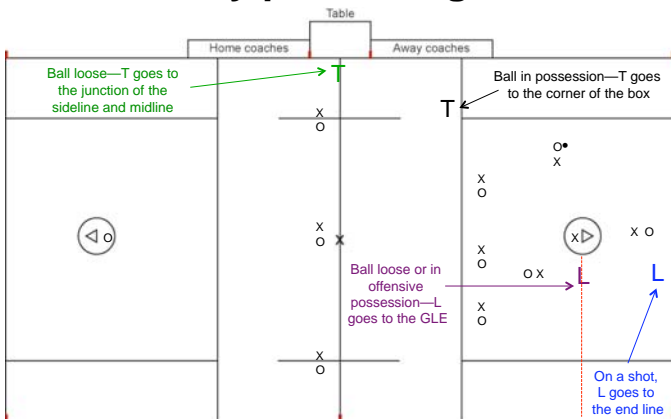 Table
Home coaches
Away coaches
Ball loose—T goes to
the junction of the
sideline and midline
T
Ball in possession—T goes
to the corner of the box
T
X
O
O•
X
X
O
X
O
X
O
X
O
X
X O
X
O
O X
L
L
Ball loose or in
offensive
possession—L
goes to the GLE
X
O
X
O
On a shot,
L goes to
the end line